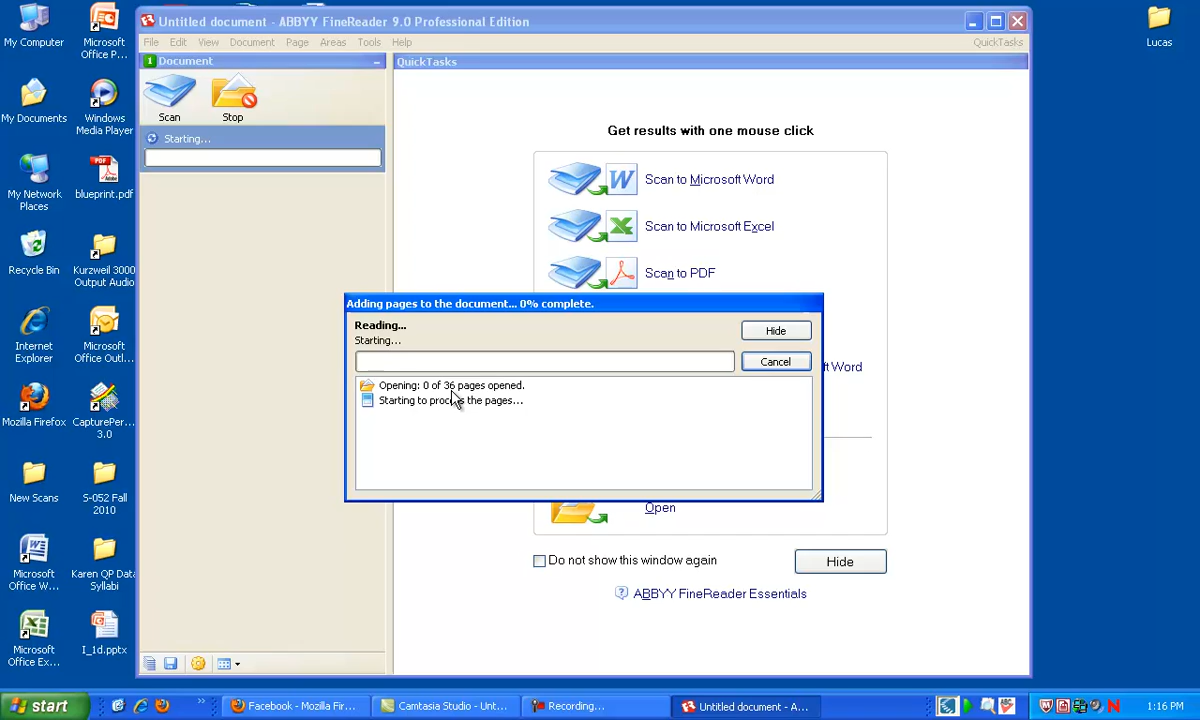 Untitled document - ABBYY FineReader 9.0 Professional Edition
File Edit View Document Page Areas Tools Help QuickTasks
1 Document
QuickTasks
Scan Stop
Starting...
Get results with one mouse click
Scan to Microsoft Word
Scan to Microsoft Excel
Scan to PDF
ft Word
Open
Do not show this window again
Hide
ABBYY FineReader Essentials
Adding pages to the document... 0% complete.
Reading...
Starting...
Hide
Cancel
Opening: 0 of 36 pages opened.
Starting to process the pages...
My Computer
Microsoft
Office P...
My Documents
Windows
Media Player
My Network
Places
PDF
blueprint.pdf
Recycle Bin
Kurzweil 3000
Output Audio
Internet
Explorer
Microsoft
Office Outl...
Mozilla Firefox
CapturePer...
3.0
New Scans
S-052 Fall
2010
Microsoft
Office W...
Karen QP Data
Syllabi
Microsoft
Office Ex...
I_1d.pptx
Lucas
start
Facebook - Mozilla Fir...
Camtasia Studio - Unt...
Recording...
Untitled document - A...
1:16 PM